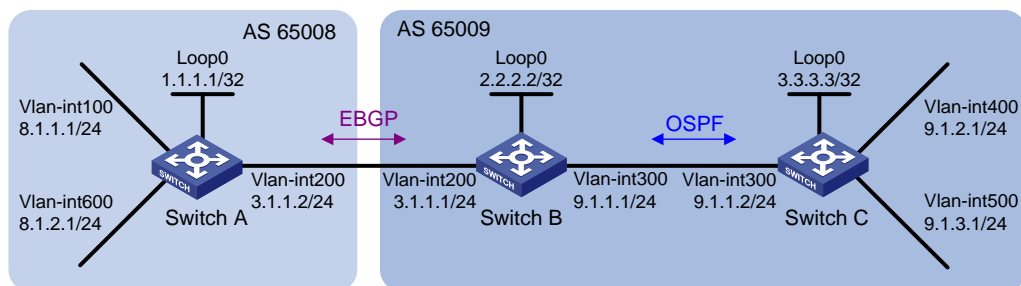 AS 65008
AS 65009
Loop0
1.1.1.1/32
Loop0
2.2.2.2/32
Loop0
3.3.3.3/32
Vlan-int100
8.1.1.1/24
EBGP
OSPF
Vlan-int400
9.1.2.1/24
SWITCH
SWITCH
SWITCH
Vlan-int600
8.1.2.1/24
Vlan-int200
3.1.1.2/24
Vlan-int200
3.1.1.1/24
Vlan-int300
9.1.1.1/24
Vlan-int300
9.1.1.2/24
Vlan-int500
9.1.3.1/24
Switch A
Switch B
Switch C